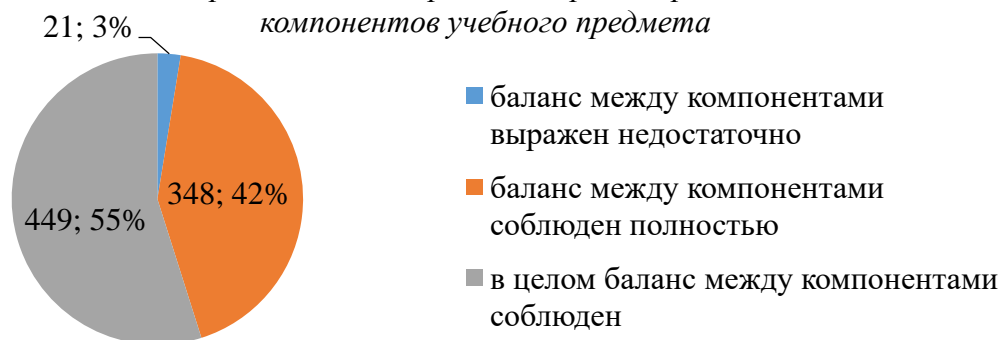 компонентов учебного предмета
21; 3%
348; 42%
449; 55%
баланс между компонентами
выражен недостаточно
баланс между компонентами
соблюден полностью
в целом баланс между компонентами
соблюден